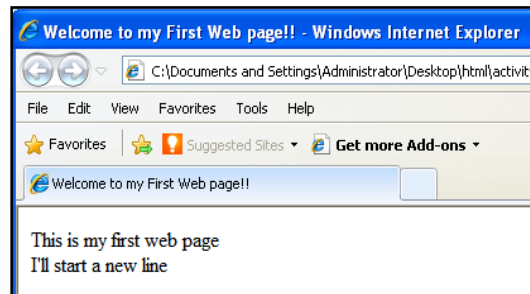 Welcome to my First Web page!! - Windows Internet Explorer
C:\Documents and Settings\Administrator\Desktop\html\activit
File Edit View Favorites Tools Help
Favorites Suggested Sites Get more Add-ons
Welcome to my First Web page!!
This is my first web page
I'll start a new line